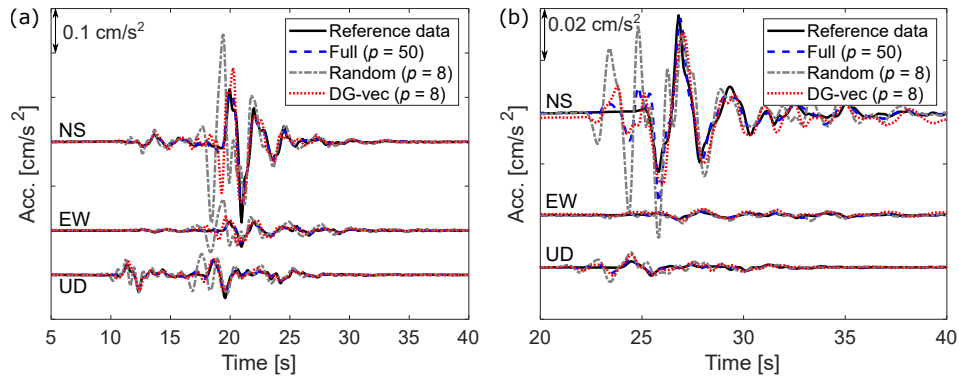 (a)
0.1 cm/s²
Reference data
Full (p = 50)
Random (p = 8)
DG-vec (p = 8)
NS
EW
UD
Acc. [cm/s ²]
5 10 15 20 25 30 35 40
Time [s]
(b)
0.02 cm/s²
Reference data
Full (p = 50)
Random (p = 8)
DG-vec (p = 8)
NS
EW
UD
Acc. [cm/s ²]
20 25 30 35 40
Time [s]